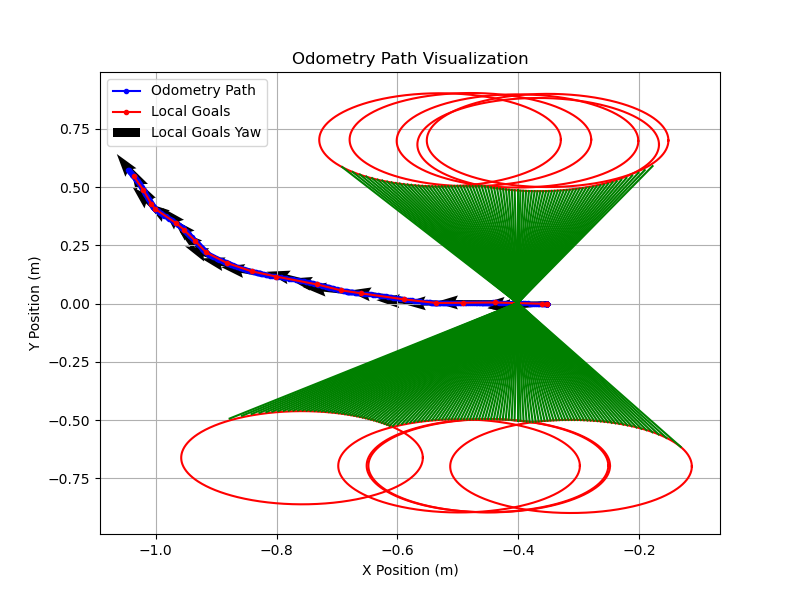 Odometry Path Visualization
Odometry Path
Local Goals
Local Goals Yaw
Y Position (m)
0.75
0.50
0.25
0.00
−0.25
−0.50
−0.75
−1.0
−0.8
−0.6
−0.4
−0.2
X Position (m)